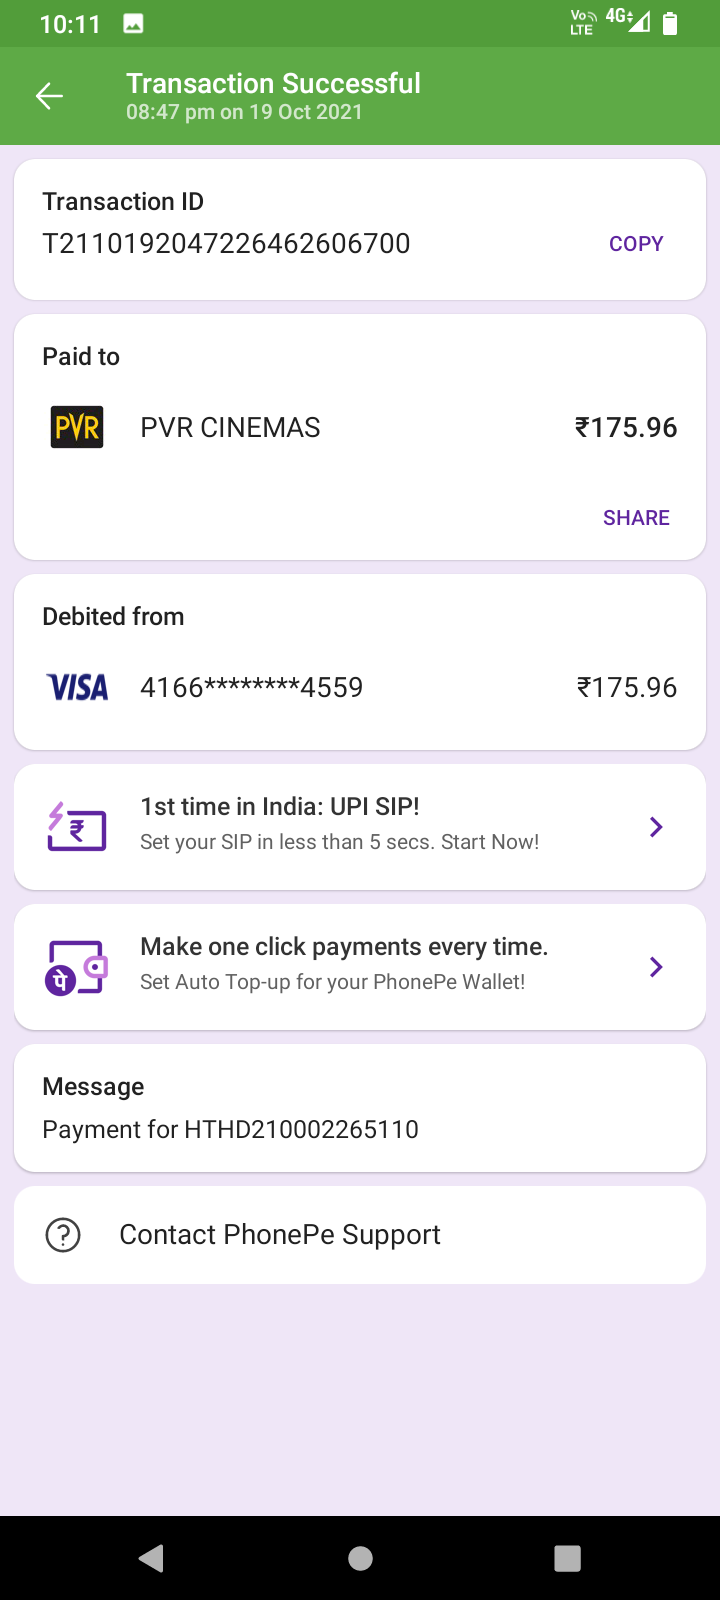 10:11
Vo LTE 4G
Transaction Successful
08:47 pm on 19 Oct 2021
Transaction ID
T2110192047226462606700
COPY
Paid to
PVR
PVR CINEMAS
₹175.96
SHARE
Debited from
VISA
4166********4559
₹175.96
₹
1st time in India: UPI SIP!
Set your SIP in less than 5 secs. Start Now!
पे
Make one click payments every time.
Set Auto Top-up for your PhonePe Wallet!
Message
Payment for HTHD210002265110
?
Contact PhonePe Support